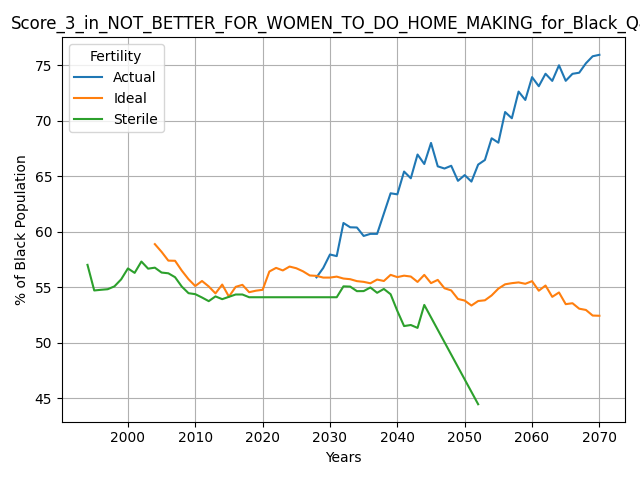 Score_3_in_NOT_BETTER_FOR_WOMEN_TO_DO_HOME_MAKING_for_Black_Q
Fertility
Actual
Ideal
Sterile
% of Black Population
75
70
65
60
55
50
45
2000
2010
2020
2030
2040
2050
2060
2070
Years